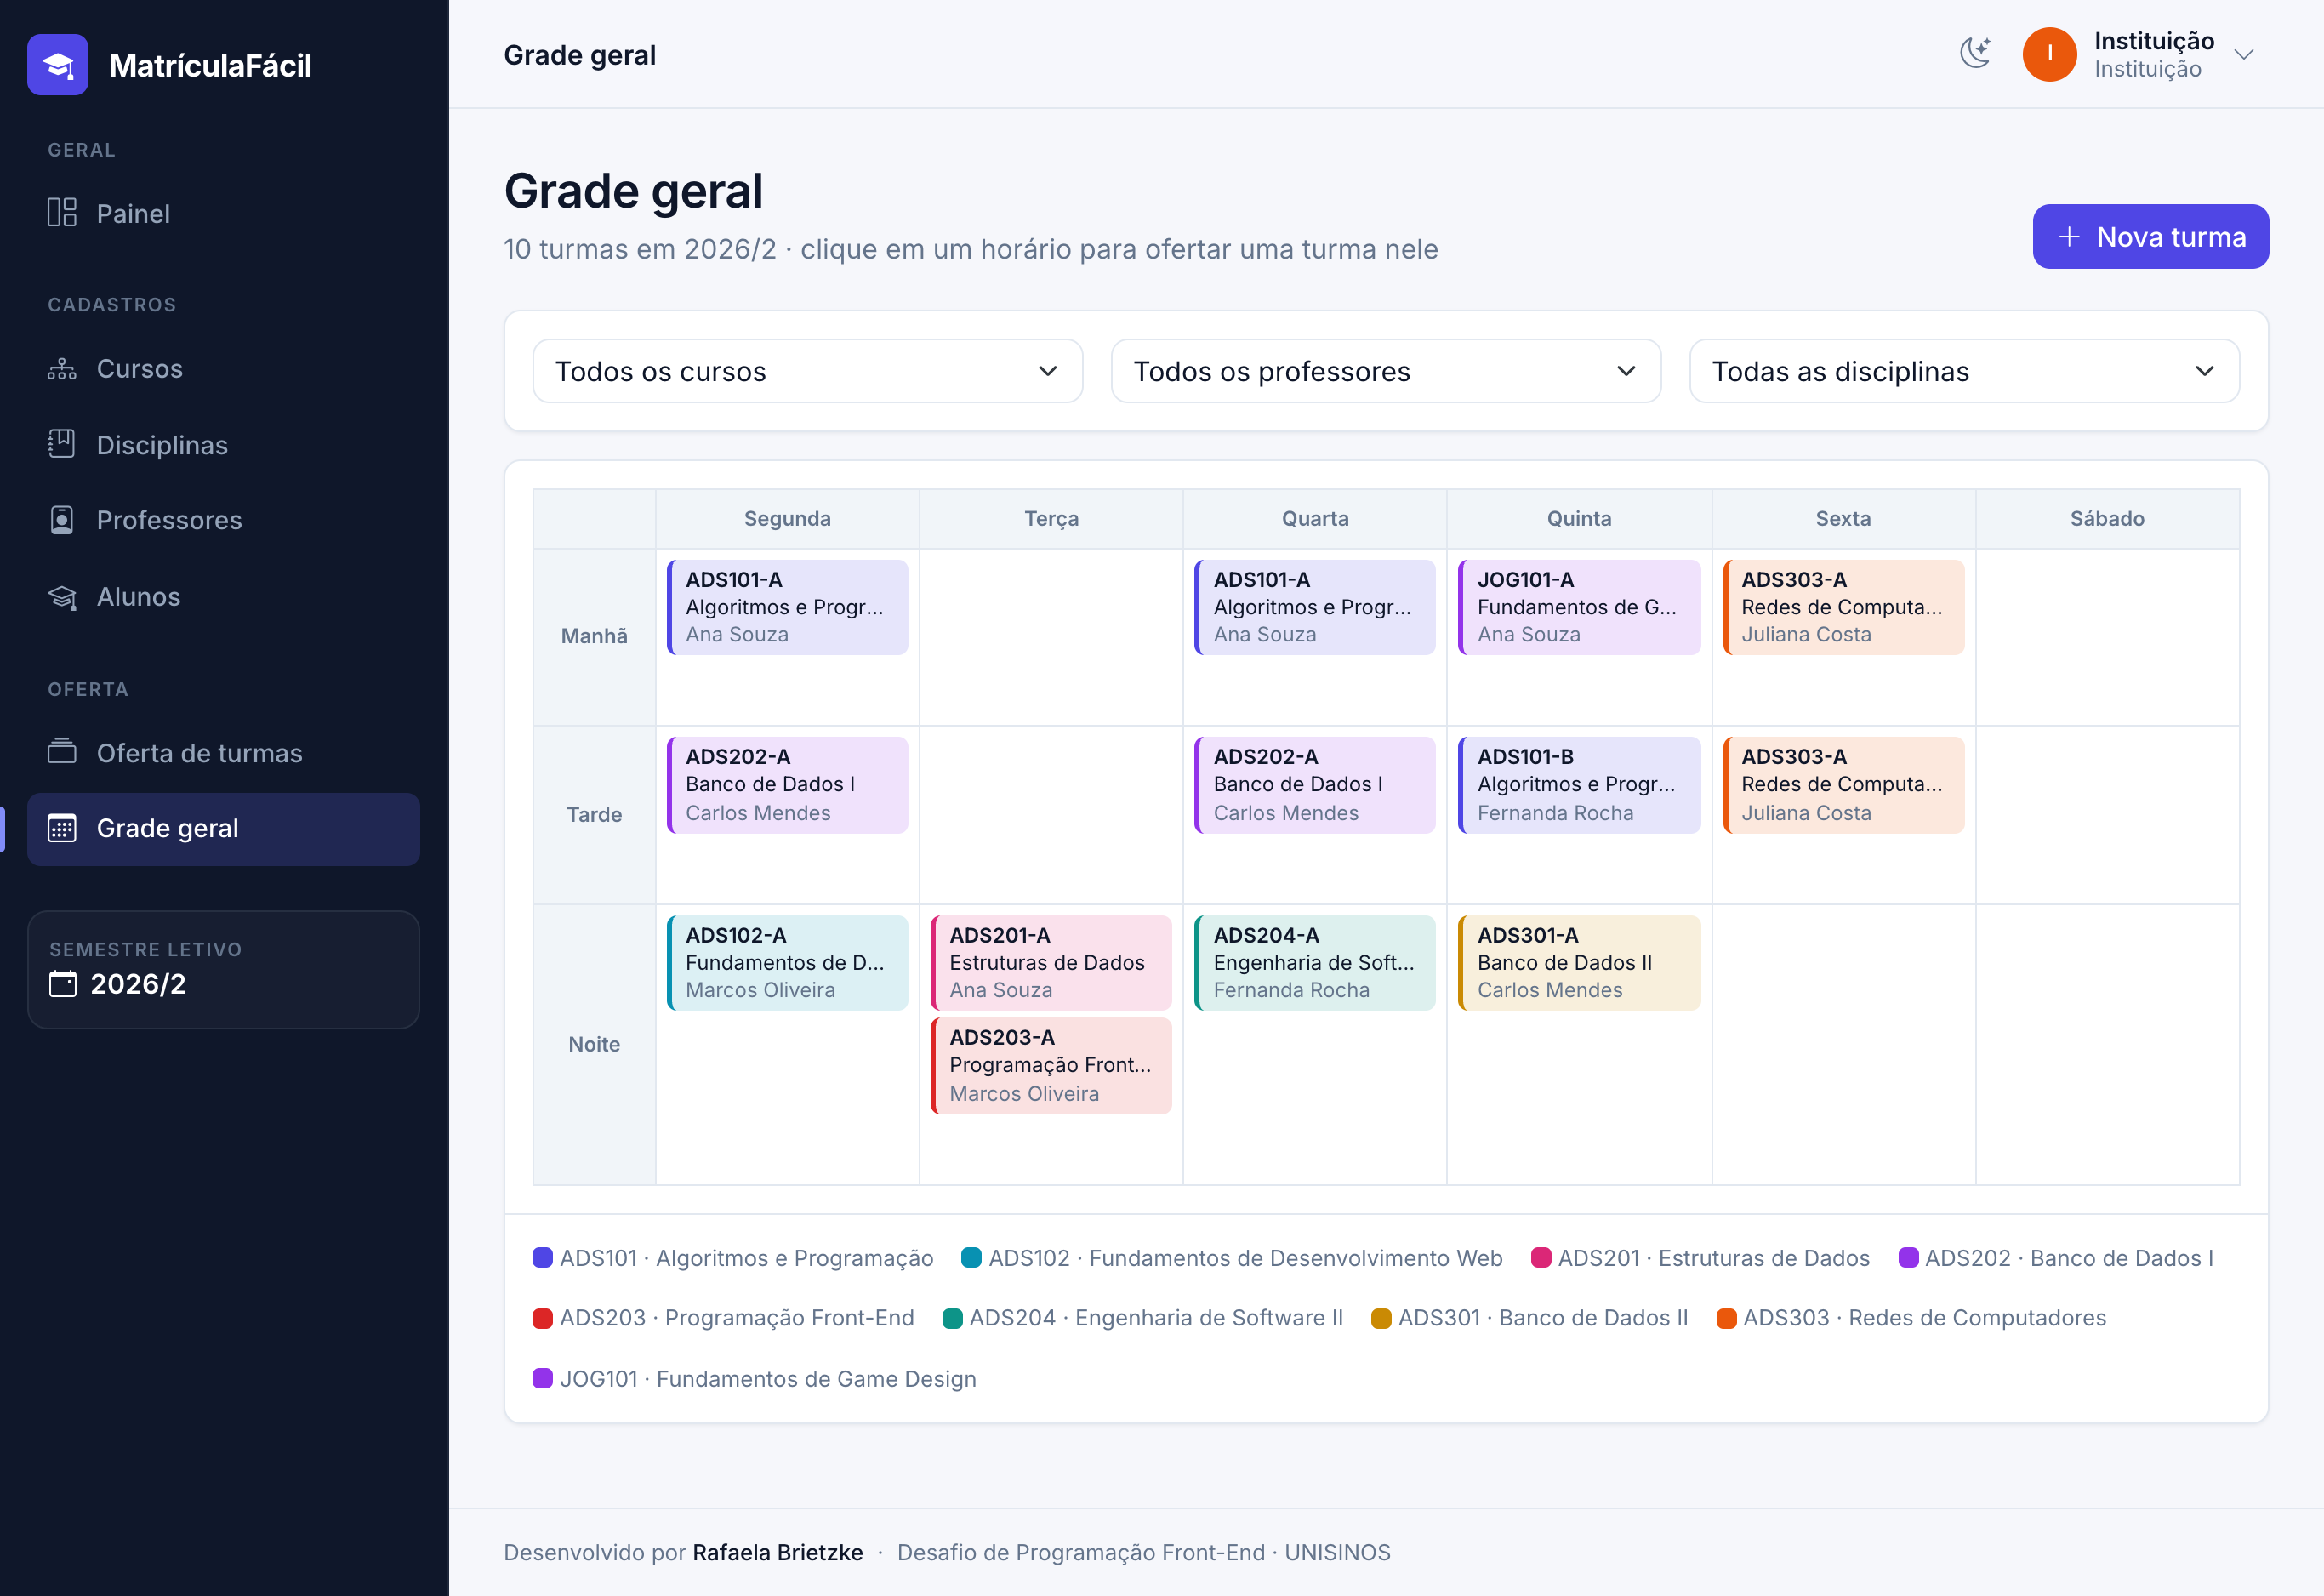 MatrículaFácil
GERAL
Painel
CADASTROS
Cursos
Disciplinas
Professores
Alunos
OFERTA
Oferta de turmas
Grade geral
SEMESTRE LETIVO
2026/2
Grade geral
I
Instituição
Instituição
Grade geral
10 turmas em 2026/2 · clique em um horário para ofertar uma turma nele
Nova turma
Todos os cursos
Todos os professores
Todas as disciplinas
Segunda
Terça
Quarta
Quinta
Sexta
Sábado
Manhã
ADS101-A
Algoritmos e Progr...
Ana Souza
ADS101-A
Algoritmos e Progr...
Ana Souza
JOG101-A
Fundamentos de G...
Ana Souza
ADS303-A
Redes de Computa...
Juliana Costa
Tarde
ADS202-A
Banco de Dados I
Carlos Mendes
ADS202-A
Banco de Dados I
Carlos Mendes
ADS101-B
Algoritmos e Progr...
Fernanda Rocha
ADS303-A
Redes de Computa...
Juliana Costa
Noite
ADS102-A
Fundamentos de D...
Marcos Oliveira
ADS201-A
Estruturas de Dados
Ana Souza
ADS203-A
Programação Front...
Marcos Oliveira
ADS204-A
Engenharia de Soft...
Fernanda Rocha
ADS301-A
Banco de Dados II
Carlos Mendes
ADS101 · Algoritmos e Programação
ADS102 · Fundamentos de Desenvolvimento Web
ADS201 · Estruturas de Dados
ADS202 · Banco de Dados I
ADS203 · Programação Front-End
ADS204 · Engenharia de Software II
ADS301 · Banco de Dados II
ADS303 · Redes de Computadores
JOG101 · Fundamentos de Game Design
Desenvolvido por Rafaela Brietzke · Desafio de Programação Front-End · UNISINOS